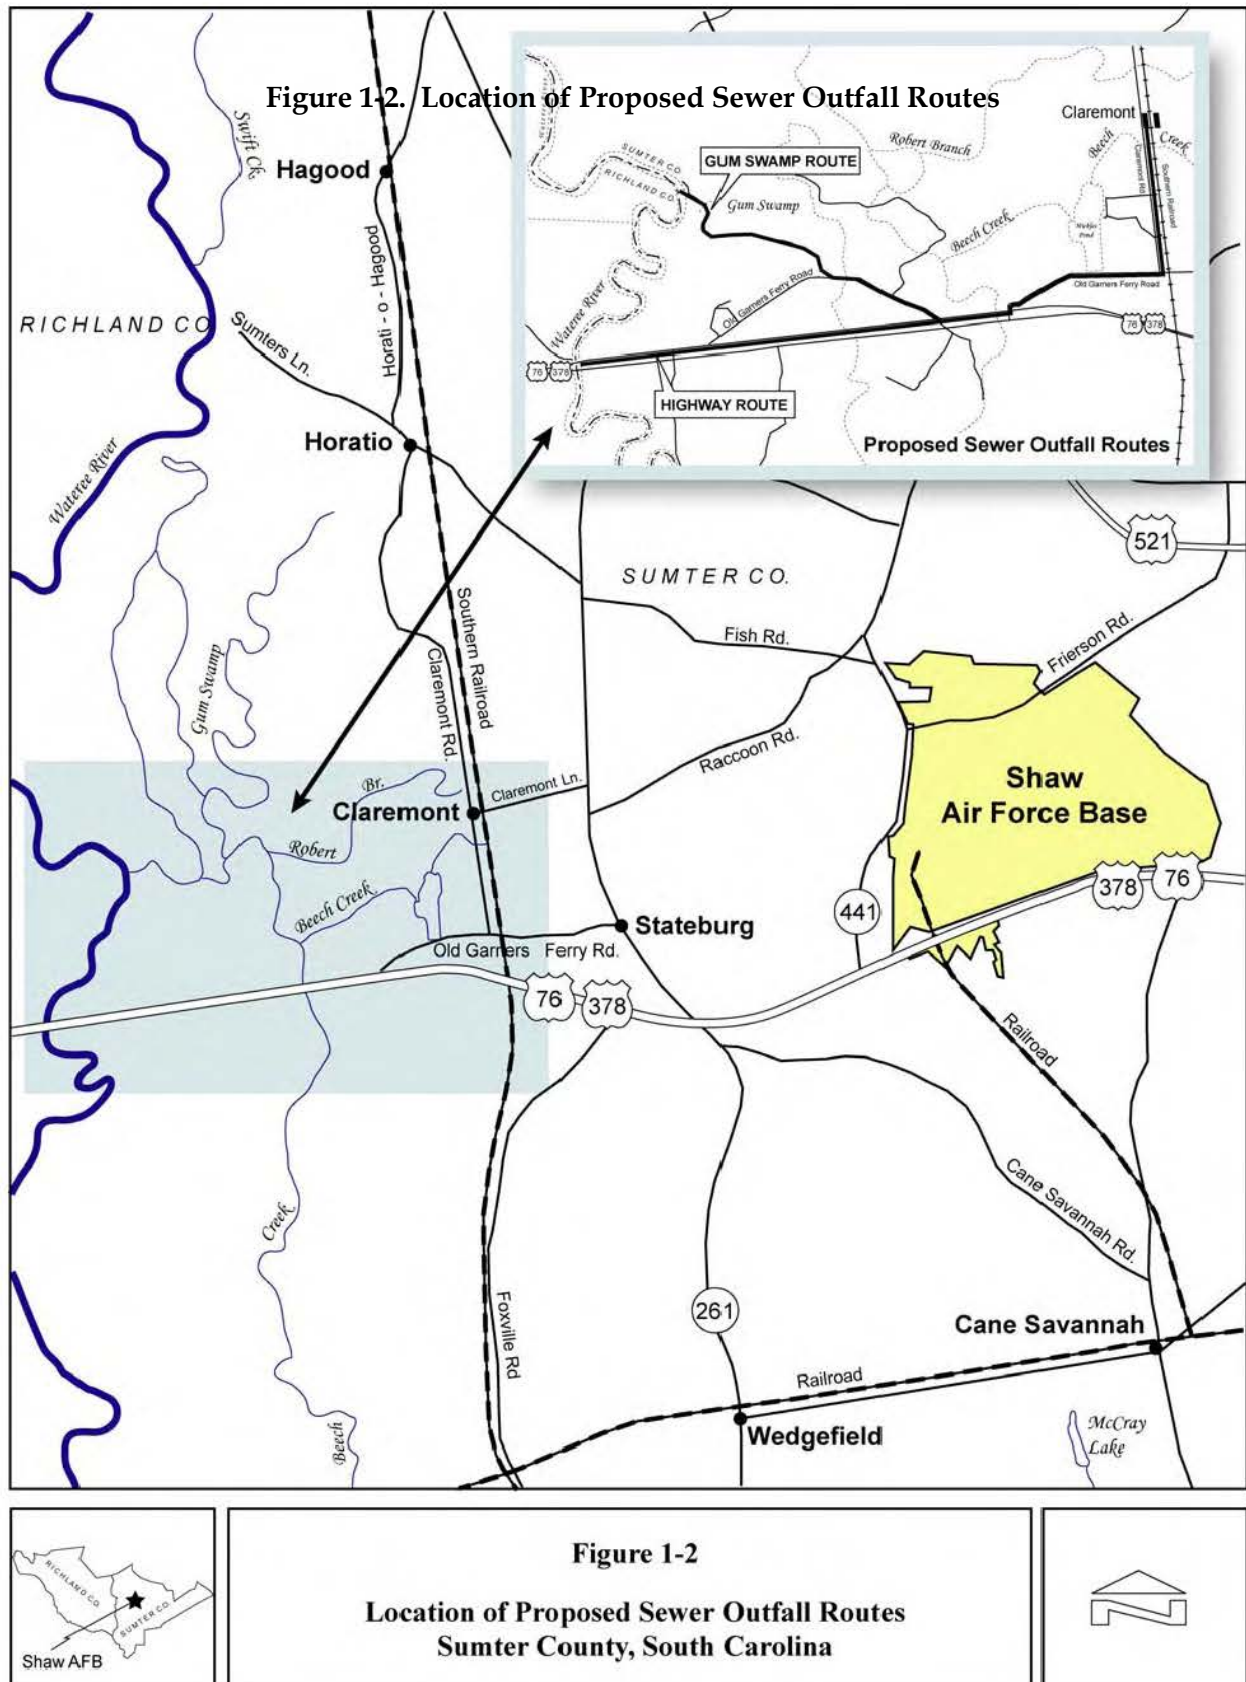 Figure 1-2. Location of Proposed Sewer Outfall Routes
Claremont
Robert Branch
Beech
Creek
SUMTER CO.
RICHLAND CO.
GUM SWAMP ROUTE
Gum Swamp
Claremont Rd
Southern Railroad
Beech Creek
Pond
Old Garners Ferry Road
Old Garners Ferry Road
Wateree River
76
378
76
378
HIGHWAY ROUTE
Proposed Sewer Outfall Routes
Swift Ck.
Hagood
Horati - o - Hagood
RICHLAND CO
Sumters Ln.
Horatio
Wateree River
521
SUMTER CO.
Fish Rd.
Frierson Rd.
Southern Railroad
Claremont Rd.
Gum Swamp
Raccoon Rd.
Shaw
Air Force Base
Br.
Claremont Ln.
Claremont
Robert
Beech Creek
378
76
441
Stateburg
Old Garners Ferry Rd.
76
378
Railroad
Cane Savannah Rd.
Creek
Foxville Rd
261
Cane Savannah
Railroad
Wedgefield
McCray
Lake
Beech
RICHLAND CO.
SUMTER CO.
Shaw AFB
Figure 1-2
Location of Proposed Sewer Outfall Routes
Sumter County, South Carolina
N